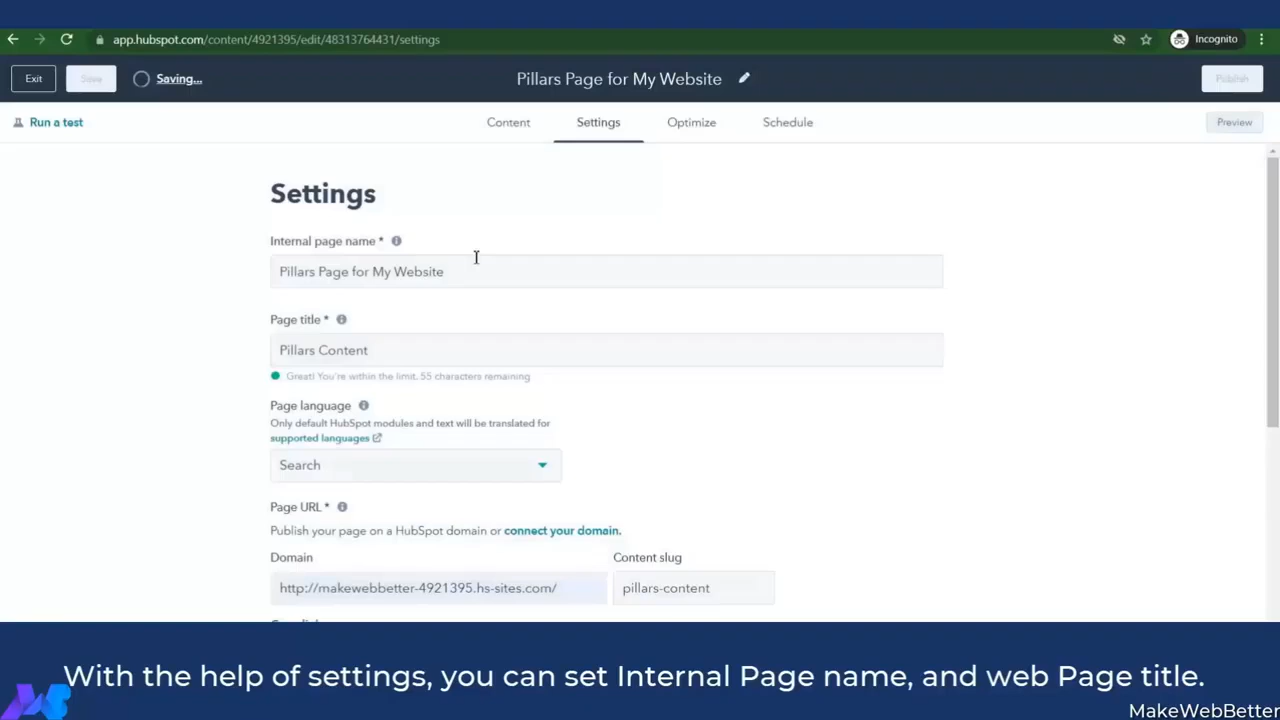 app.hubspot.com/content/4921395/edit/48313764431/settings
Incognito
Exit
Save
Saving...
Pillars Page for My Website
Publish
Run a test
Content
Settings
Optimize
Schedule
Preview
Settings
Internal page name *
Pillars Page for My Website
Page title *
Pillars Content
Great! You're within the limit. 55 characters remaining
Page language
Only default HubSpot modules and text will be translated for
supported languages
Search
Page URL *
Publish your page on a HubSpot domain or connect your domain.
Domain
Content slug
http://makewebbetter-4921395.hs-sites.com/
pillars-content
With the help of settings, you can set Internal Page name, and web Page title.
MakeWebBetter